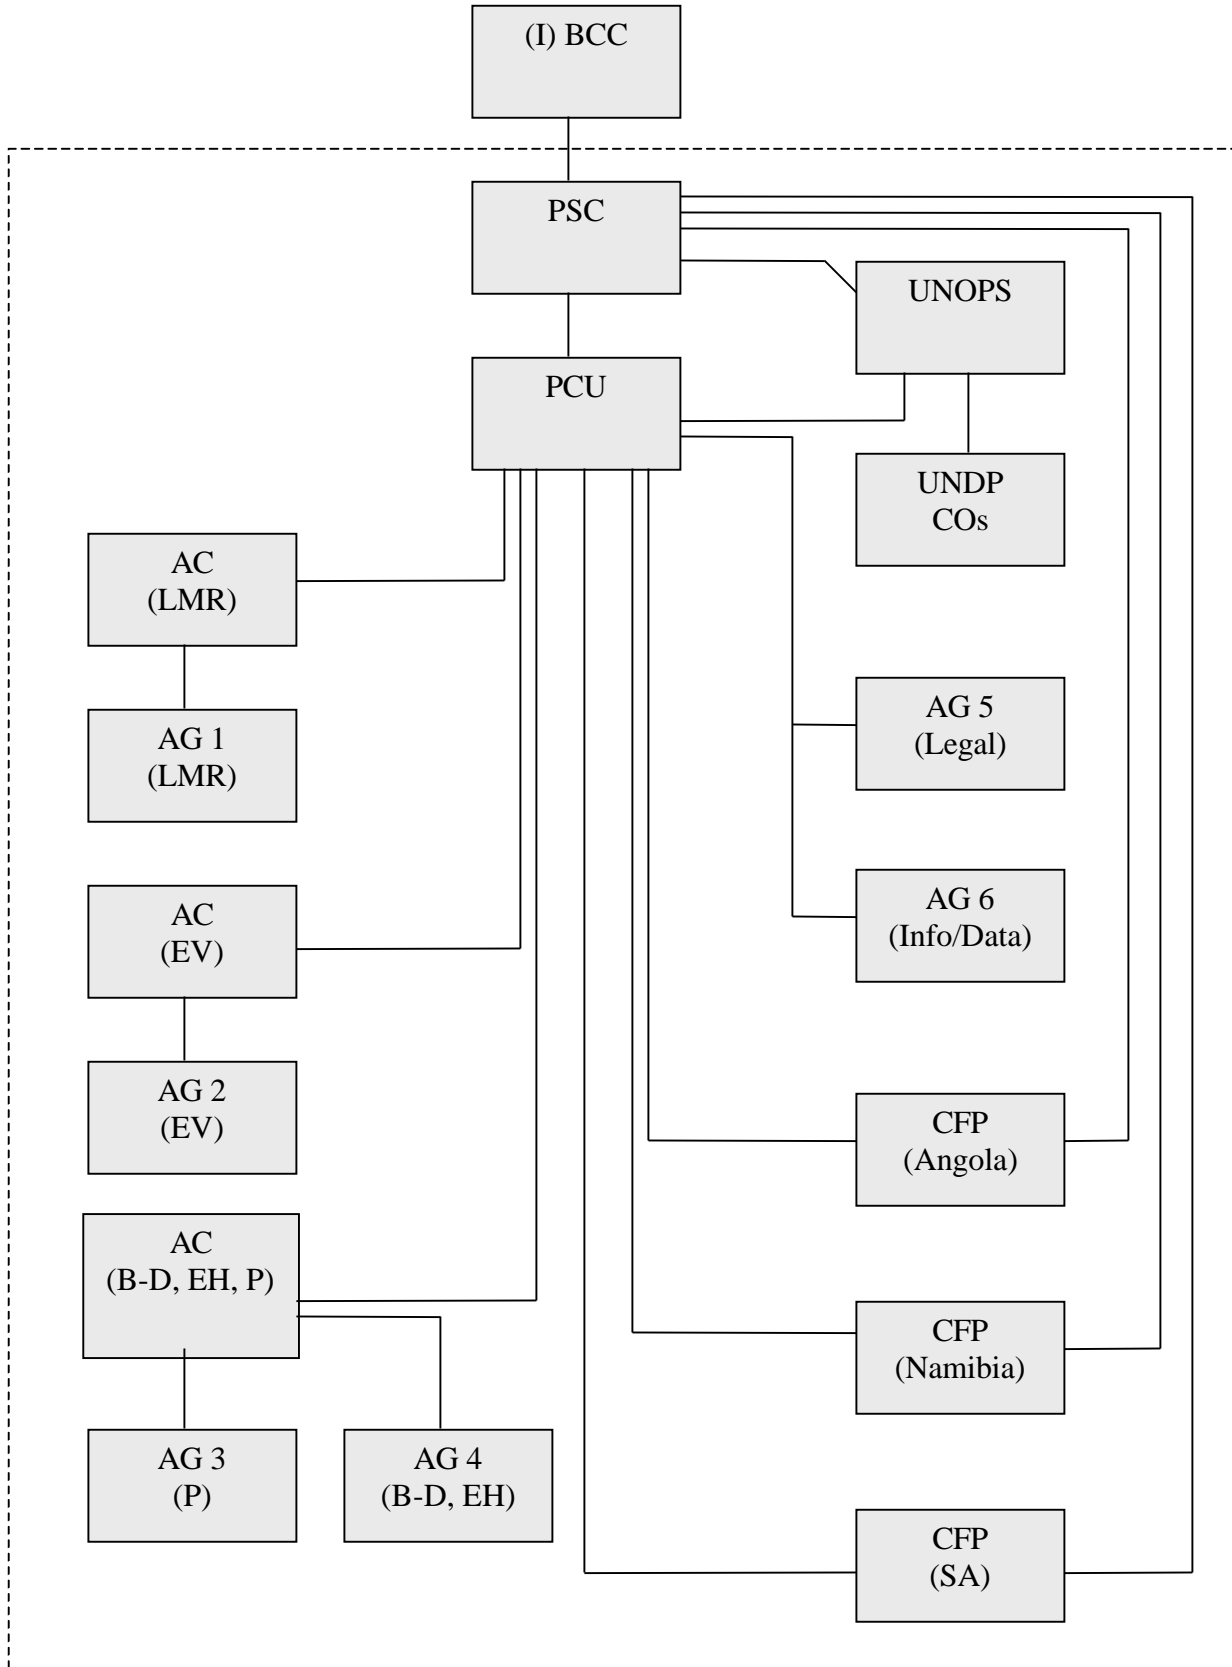 (I) BCC
PSC
UNOPS
PCU
UNDP
COs
AC
(LMR)
AG 1
(LMR)
AG 5
(Legal)
AC
(EV)
AG 6
(Info/Data)
AG 2
(EV)
CFP
(Angola)
AC
(B-D, EH, P)
CFP
(Namibia)
AG 3
(P)
AG 4
(B-D, EH)
CFP
(SA)